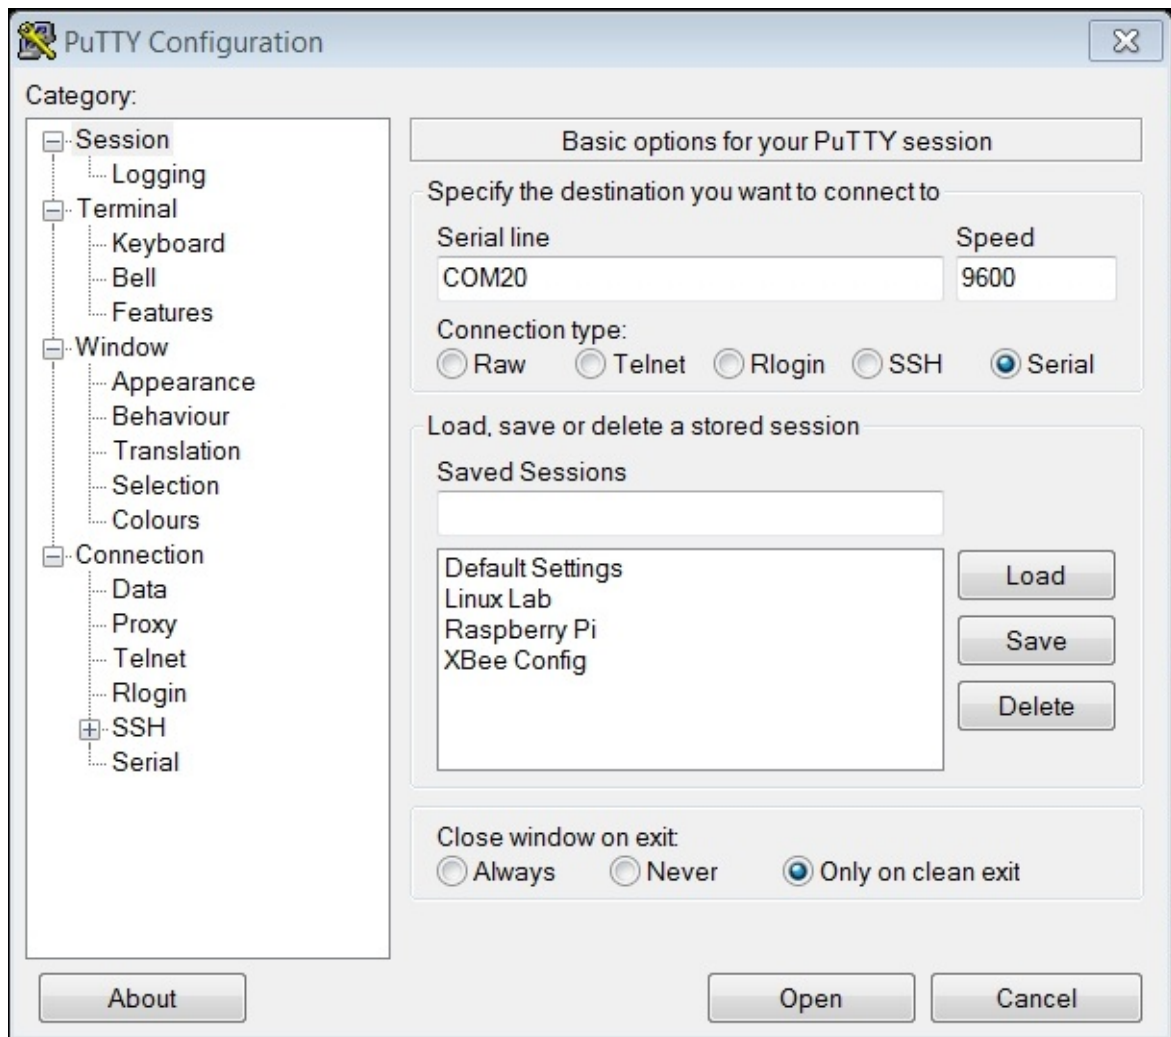 PuTTY Configuration
Category:
Session
Logging
Terminal
Keyboard
Bell
Features
Window
Appearance
Behaviour
Translation
Selection
Colours
Connection
Data
Proxy
Telnet
Rlogin
SSH
Serial
Basic options for your PuTTY session
Specify the destination you want to connect to
Serial line Speed
COM20 9600
Connection type:
Raw Telnet Rlogin SSH Serial
Load, save or delete a stored session
Saved Sessions
Default Settings
Linux Lab
Raspberry Pi
XBee Config
Load
Save
Delete
Close window on exit:
Always Never Only on clean exit
About Open Cancel